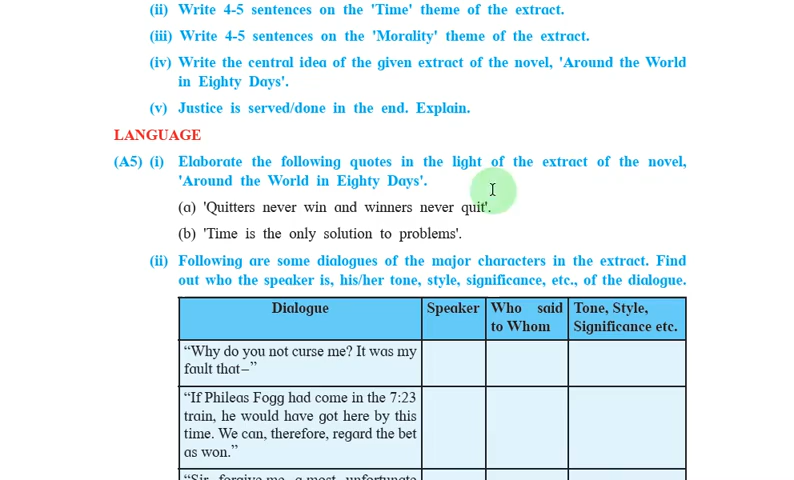 (ii) Write 4-5 sentences on the 'Time' theme of the extract.
(iii) Write 4-5 sentences on the 'Morality' theme of the extract.
(iv) Write the central idea of the given extract of the novel, 'Around the World
in Eighty Days'.
(v) Justice is served/done in the end. Explain.
LANGUAGE
(A5) (i) Elaborate the following quotes in the light of the extract of the novel,
'Around the World in Eighty Days'.
(a) 'Quitters never win and winners never quit'.
(b) 'Time is the only solution to problems'.
(ii) Following are some dialogues of the major characters in the extract. Find
out who the speaker is, his/her tone, style, significance, etc., of the dialogue.
Dialogue Speaker Who said Tone, Style,
to Whom Significance etc.
“Why do you not curse me? It was my
fault that–”
“If Phileas Fogg had come in the 7:23
train, he would have got here by this
time. We can, therefore, regard the bet
as won.”
“Sir, forgive me, a most unfortunate